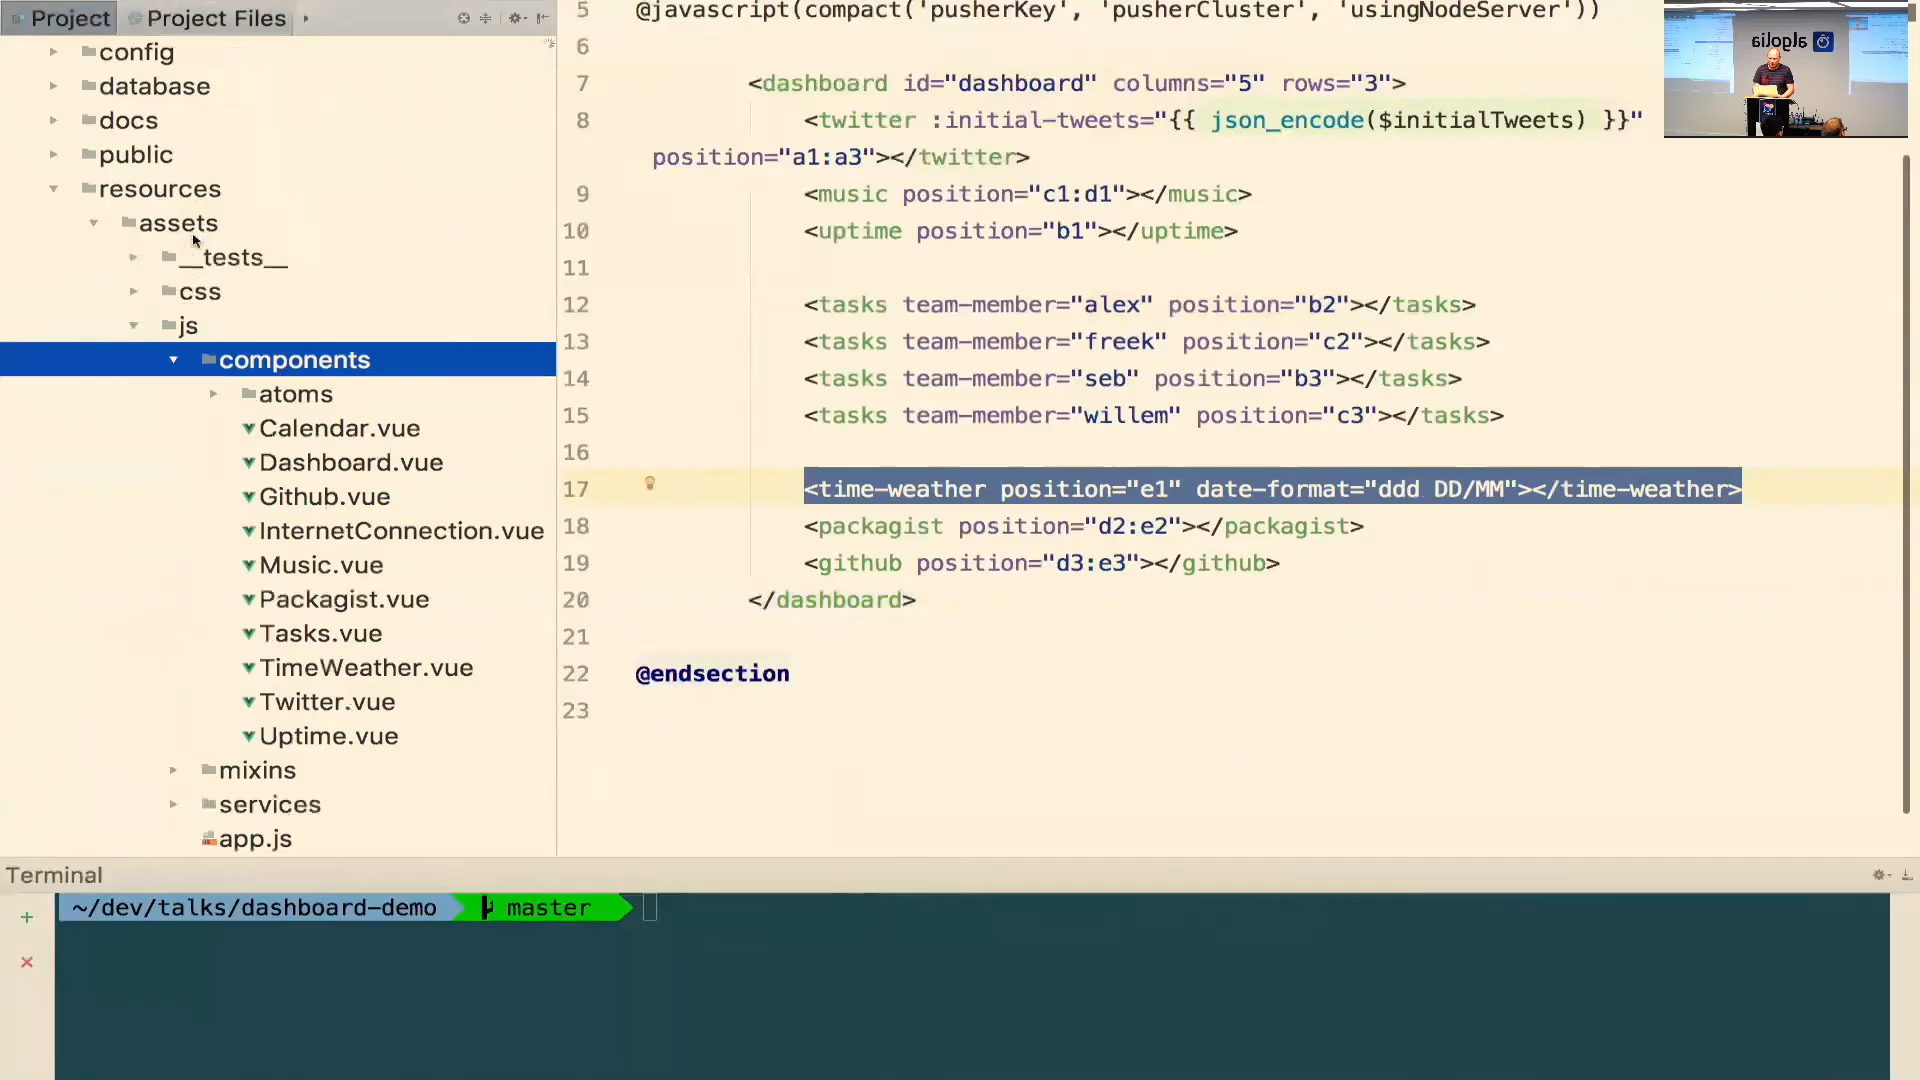 Project
Project Files
config
database
docs
public
resources
assets
__tests__
css
js
components
atoms
Calendar.vue
Dashboard.vue
Github.vue
InternetConnection.vue
Music.vue
Packagist.vue
Tasks.vue
TimeWeather.vue
Twitter.vue
Uptime.vue
mixins
services
app.js
5 @javascript(compact('pusherKey', 'pusherCluster', 'usingNodeServer'))
6
7 <dashboard id="dashboard" columns="5" rows="3">
8 <twitter :initial-tweets="{{ json_encode($initialTweets) }}"
position="a1:a3"></twitter>
9 <music position="c1:d1"></music>
10 <uptime position="b1"></uptime>
11
12 <tasks team-member="alex" position="b2"></tasks>
13 <tasks team-member="freek" position="c2"></tasks>
14 <tasks team-member="seb" position="b3"></tasks>
15 <tasks team-member="willem" position="c3"></tasks>
16
17 <time-weather position="e1" date-format="ddd DD/MM"></time-weather>
18 <packagist position="d2:e2"></packagist>
19 <github position="d3:e3"></github>
20 </dashboard>
21
22 @endsection
23
algolia
Terminal
~/dev/talks/dashboard-demo master